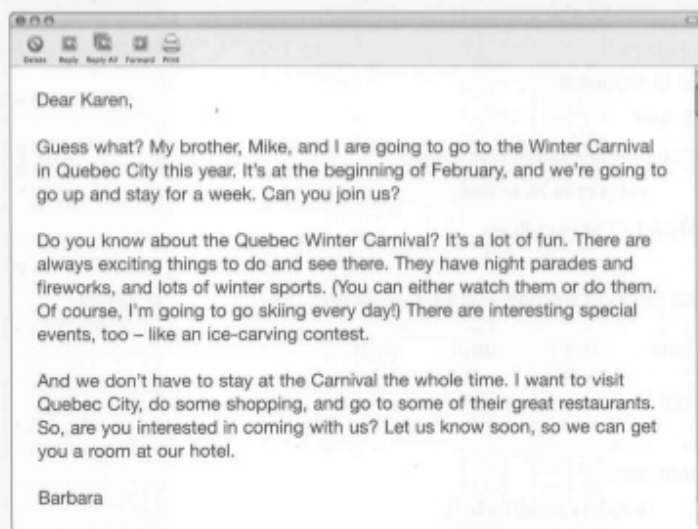 Delete Reply Reply All Forward Print
Dear Karen,
Guess what? My brother, Mike, and I are going to go to the Winter Carnival
in Quebec City this year. It's at the beginning of February, and we're going to
go up and stay for a week. Can you join us?
Do you know about the Quebec Winter Carnival? It's a lot of fun. There are
always exciting things to do and see there. They have night parades and
fireworks, and lots of winter sports. (You can either watch them or do them.
Of course, I'm going to go skiing every day!) There are interesting special
events, too – like an ice-carving contest.
And we don't have to stay at the Carnival the whole time. I want to visit
Quebec City, do some shopping, and go to some of their great restaurants.
So, are you interested in coming with us? Let us know soon, so we can get
you a room at our hotel.
Barbara